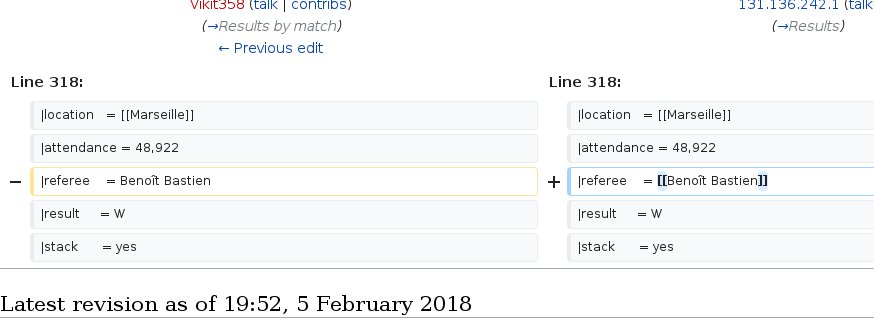 Vikit358 (talk | contribs)
131.136.242.1 (talk
(→Results by match)
(→Results)
← Previous edit
Line 318:
Line 318:
|location = [[Marseille]]
|location = [[Marseille]]
|attendance = 48,922
|attendance = 48,922
− |referee = Benoît Bastien
+ |referee = [[Benoît Bastien]]
|result = W
|result = W
|stack = yes
|stack = yes
Latest revision as of 19:52, 5 February 2018